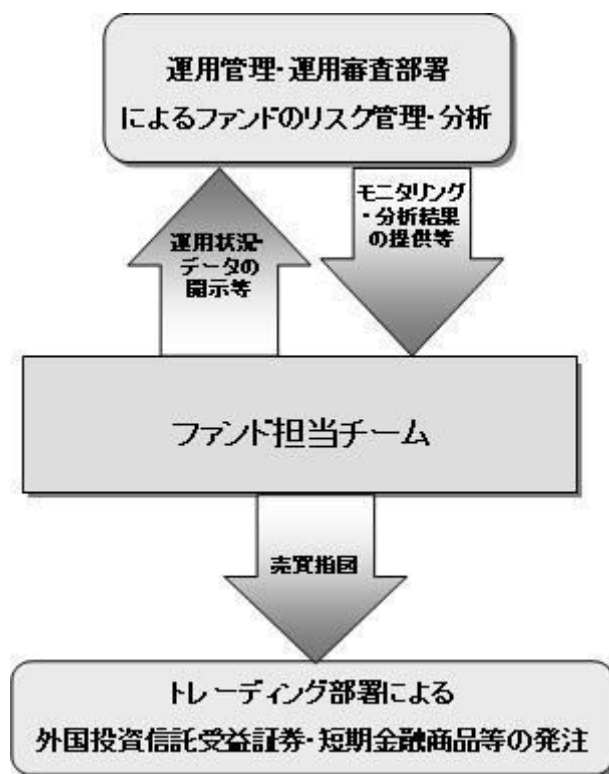 運用管理・運用審査部署
によるファンドのリスク管理・分析
運用状況・
データの
開示等
モニタリング
・分析結果
の提供等
ファンド担当チーム
売買指図
トレーディング部署による
外国投資信託受益証券・短期金融商品等の発注